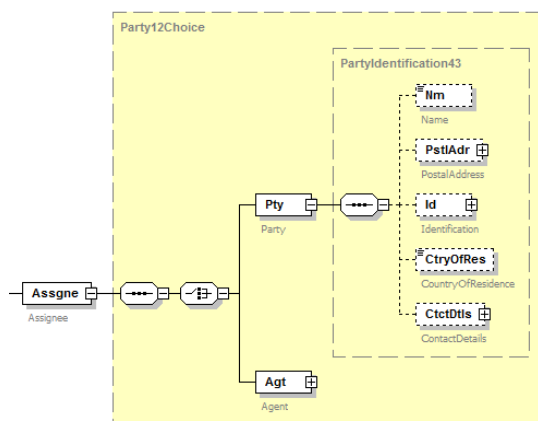 Party12Choice
PartyIdentification43
Nm
Name
PstlAdr
PostalAddress
Pty
Party
Id
Identification
CtryOfRes
CountryOfResidence
Assgne
Assignee
CtctDtls
ContactDetails
Agt
Agent